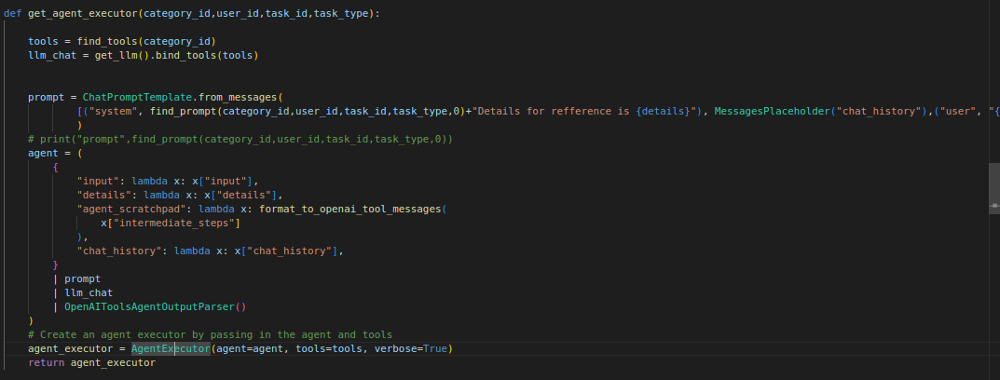 def get_agent_executor(category_id,user_id,task_id,task_type):
tools = find_tools(category_id)
llm_chat = get_llm().bind_tools(tools)
prompt = ChatPromptTemplate.from_messages(
[("system", find_prompt(category_id,user_id,task_id,task_type,0)+"Details for refference is {details}"), MessagesPlaceholder("chat_history"),("user", "{
)
# print("prompt",find_prompt(category_id,user_id,task_id,task_type,0))
agent = (
{
"input": lambda x: x["input"],
"details": lambda x: x["details"],
"agent_scratchpad": lambda x: format_to_openai_tool_messages(
x["intermediate_steps"]
),
"chat_history": lambda x: x["chat_history"],
}
| prompt
| llm_chat
| OpenAIToolsAgentOutputParser()
)
# Create an agent executor by passing in the agent and tools
agent_executor = AgentExecutor(agent=agent, tools=tools, verbose=True)
return agent_executor